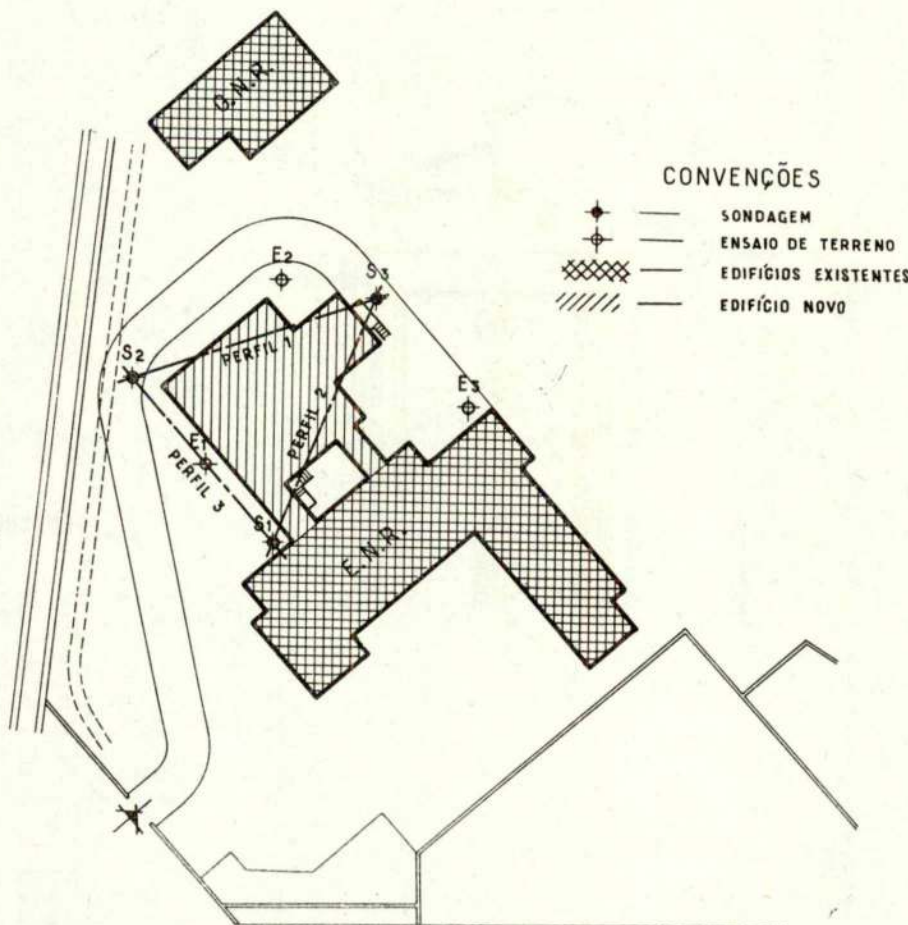 G.N.R.
CONVENÇÕES
SONDAGEM
ENSAIO DE TERRENO
EDIFÍCIOS EXISTENTES
EDIFÍCIO NOVO
E2
S3
PERFIL 1
S2
PERFIL 2
E3
E1
PERFIL 3
S1
E.N.R.